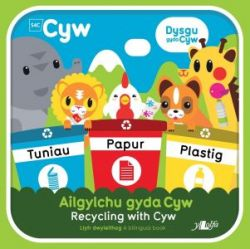 S4C
Cyw
Dysgu
gyda Cyw
Tuniau
Papur
Plastig
Ailgylchu gyda Cyw
Recycling with Cyw
Llyfr dwyieithog A bilingual book
y Lolfa